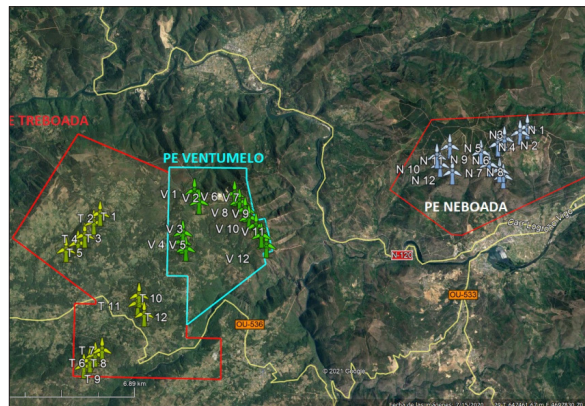 E TREBOADA
PE VENTUMELO
PE NEBOADA
N 1
N3
N 4
N 2
N 5
N 9
N 6
N 10
N 7
N 8
N 12
V 1
V 2
V 6
V 7
V 8
V 9
V 3
V 10
V 11
V 4
V 5
V 12
T 1
T 2
T 3
T 4
T 5
T 10
T 11
T 12
T 7
T 6
T 8
T 9
N-120
OU-533
OU-536
6.89 km
© 2021 Google